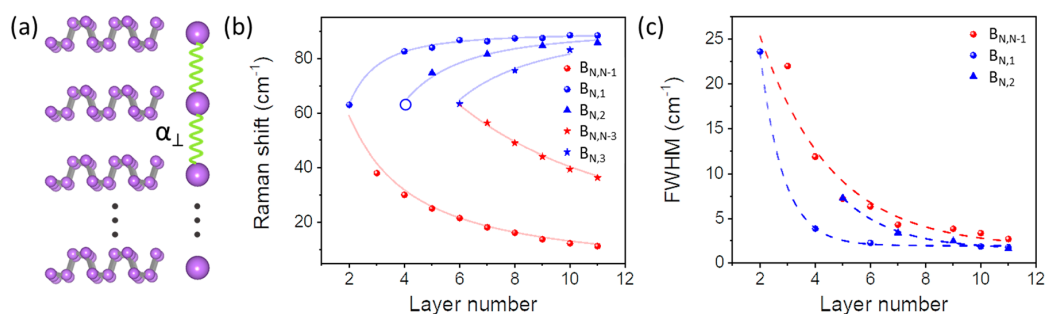 (a)
α⊥
(b)
Raman shift (cm⁻¹)
80
60
40
20
0
0 2 4 6 8 10 12
Layer number
B_N,N-1
B_N,1
B_N,2
B_N,N-3
B_N,3
(c)
FWHM (cm⁻¹)
25
20
15
10
5
0
2 4 6 8 10 12
Layer number
B_N,N-1
B_N,1
B_N,2